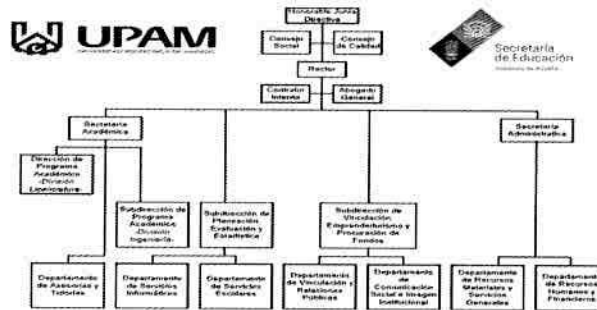 Honorable Junta
Directiva
UPAM
Consejo
Social
Consejo
de Calidad
Secretaría
de Educación
Rector
Contralor
Interno
Abogado
General
Secretaría
Académica
Secretaría
Administrativa
Dirección de
Programa
Académico
-División
Licenciatura-
Subdirección de
Programa
Académico
-División
Ingeniería-
Subdirección de
Planeación
Evaluación y
Estadística
Subdirección de
Vinculación
Emprendurismo y
Procuración de
Fondos
Departamento
de Asesorías y
Tutorías
Departamento
de Servicios
Informáticos
Departamento
de Servicios
Escolares
Departamento
de Vinculación y
Relaciones
Públicas
Departamento
de
Comunicación
Social e Imagen
Institucional
Departamento
de Recursos
Materiales y
Servicios
Generales
Departamento
de Recursos
Humanos y
Financieros